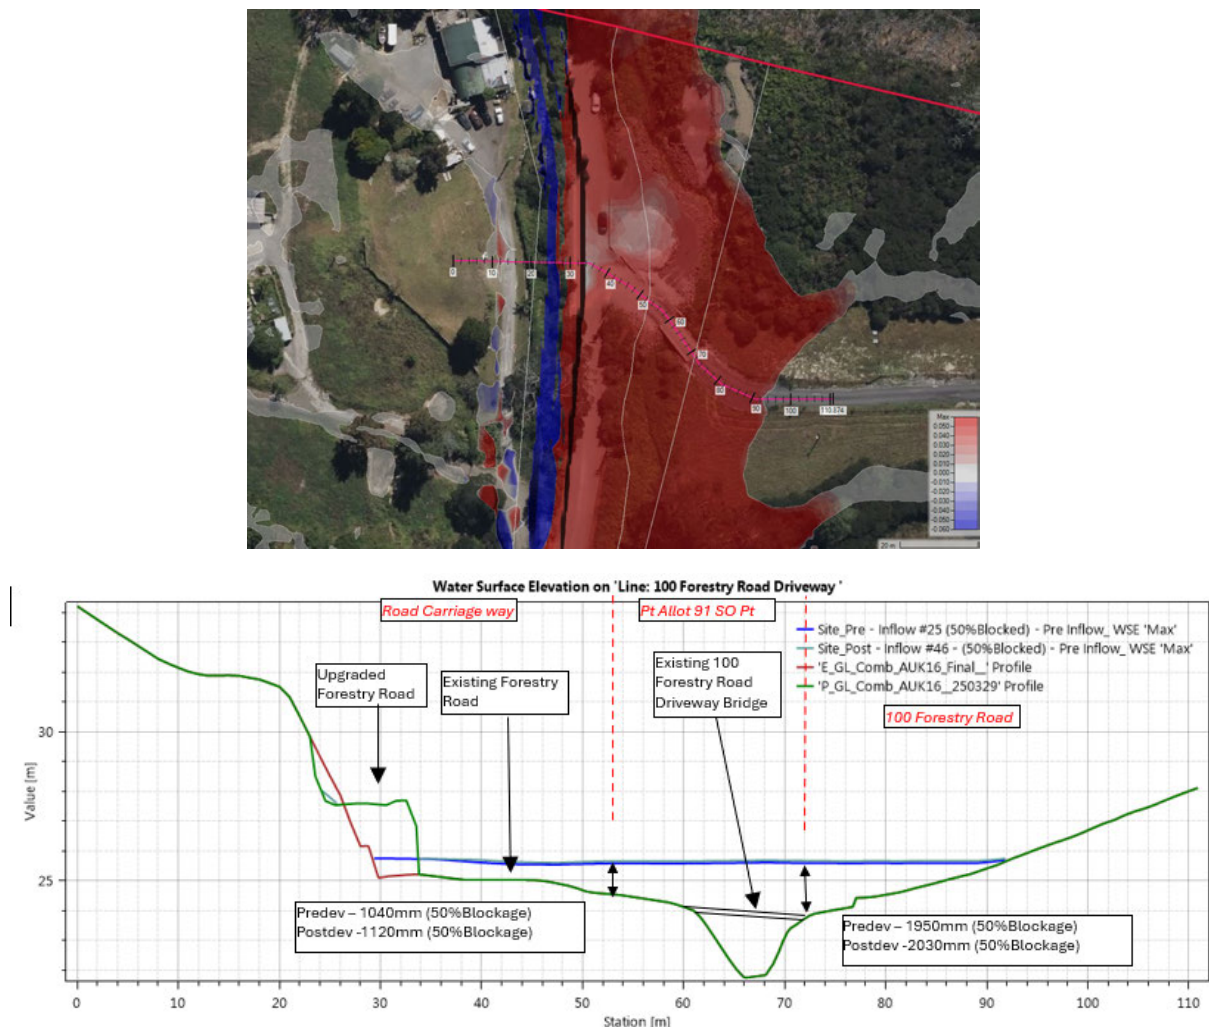 0
10
20
30
40
50
60
70
80
90
100
110.874
Max
0.050
0.040
0.030
0.020
0.010
0.000
-0.010
-0.020
-0.030
-0.040
-0.050
-0.060
20 m
Water Surface Elevation on 'Line: 100 Forestry Road Driveway '
Road Carriage way
Pt Allot 91 SO Pt
Site_Pre - Inflow #25 (50%Blocked) - Pre Inflow_ WSE 'Max'
Site_Post - Inflow #46 - (50%Blocked) - Pre Inflow_ WSE 'Max'
'E_GL_Comb_AUK16_Final__' Profile
'P_GL_Comb_AUK16__250329' Profile
Upgraded
Forestry Road
Existing Forestry
Road
Existing 100
Forestry Road
Driveway Bridge
100 Forestry Road
30
25
Value [m]
Predev – 1040mm (50%Blockage)
Postdev -1120mm (50%Blockage)
Predev – 1950mm (50%Blockage)
Postdev -2030mm (50%Blockage)
0 10 20 30 40 50 60 70 80 90 100 110
Station [m]